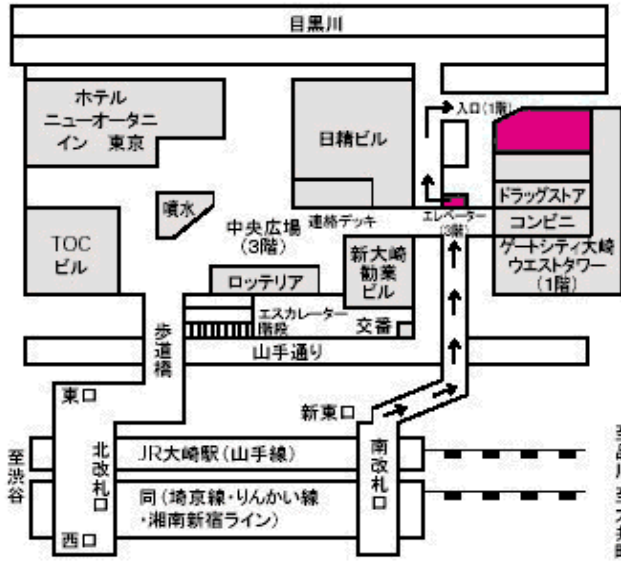 目黒川
ホテル
ニューオータニ
イン 東京
日精ビル
入口(1階)
ドラッグストア
コンビニ
ゲートシティ大崎
ウエストタワー
(1階)
噴水
中央広場
(3階)
連絡デッキ
エレベーター
(3階)
TOC
ビル
ロッテリア
新大崎
勧業
ビル
エスカレーター
階段
交番
歩道橋
山手通り
東口
新東口
北改札口
JR大崎駅(山手線)
南改札口
至渋谷
同(埼京線・りんかい線
・湘南新宿ライン)
西口
至品川